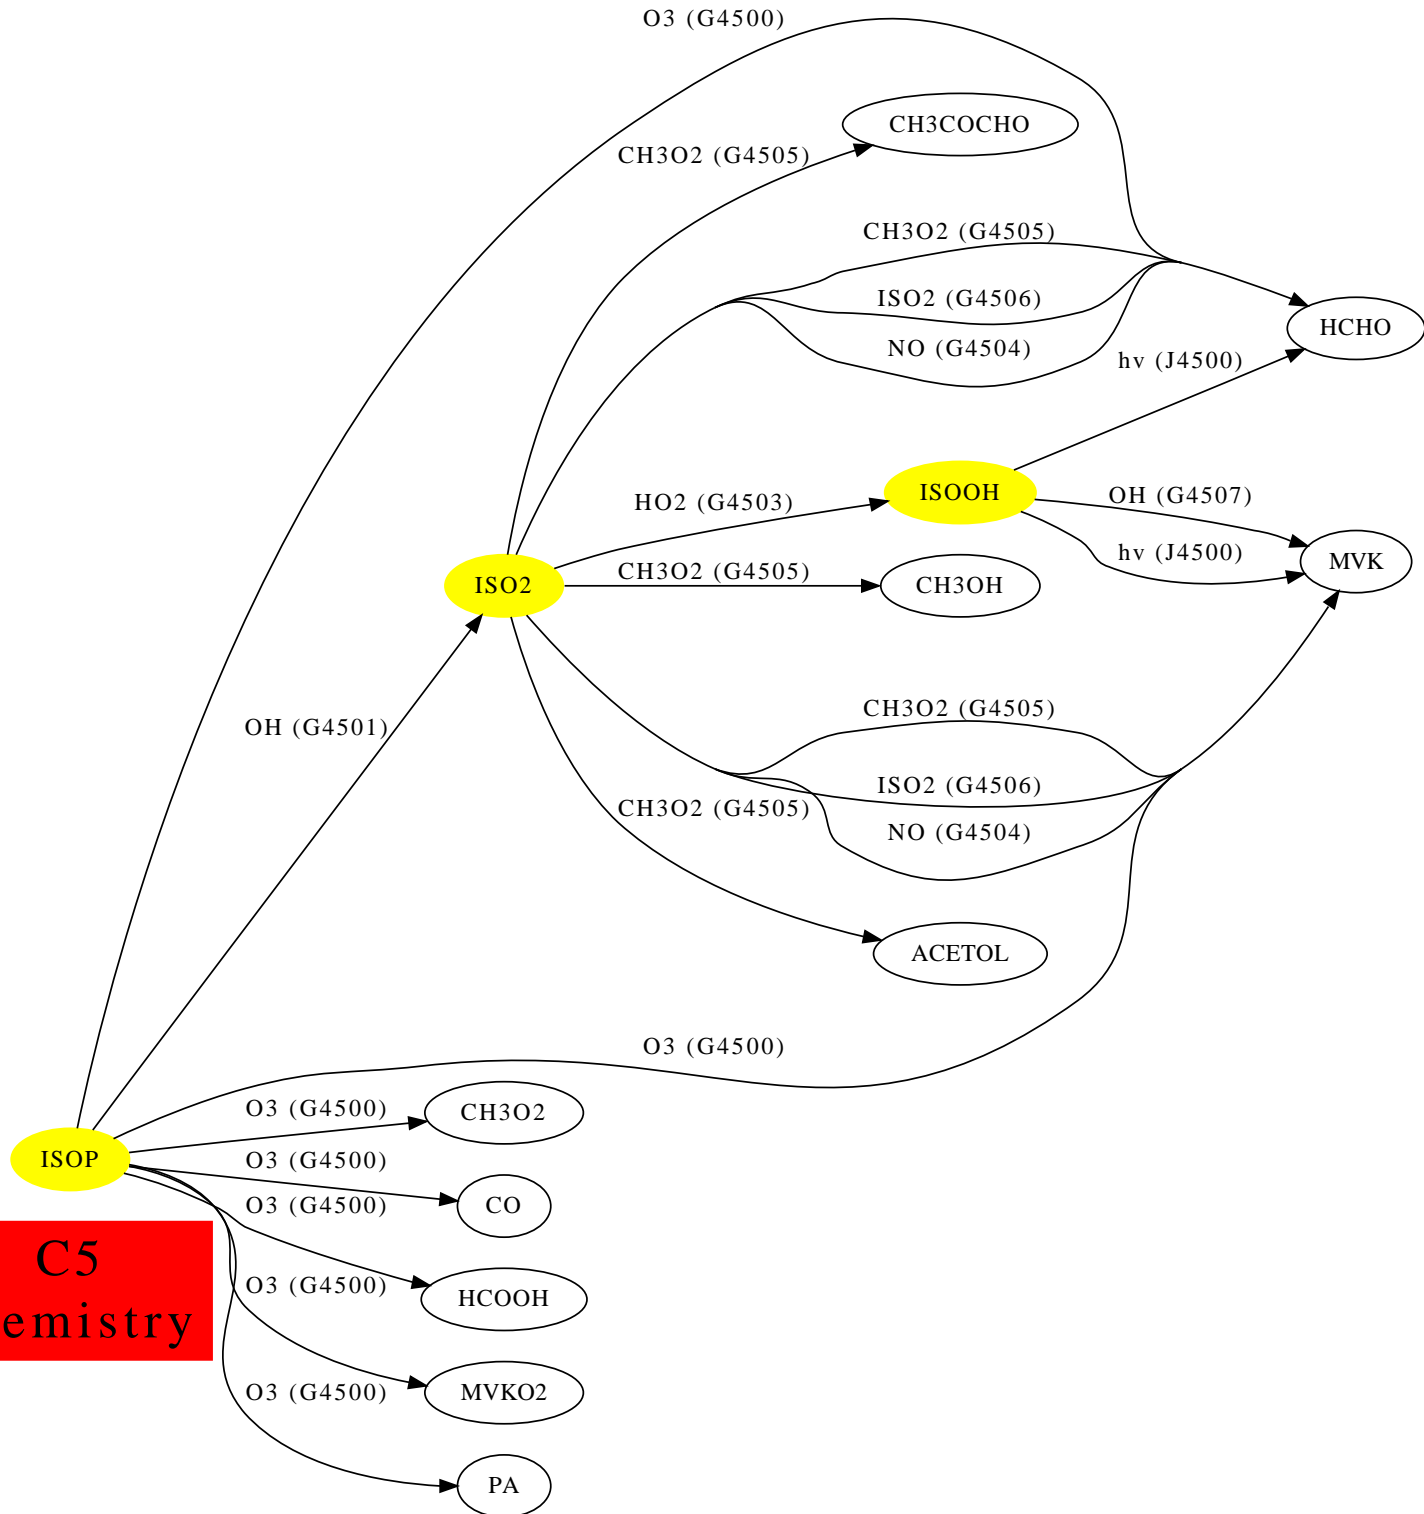 O3 (G4500)
CH3COCHO
CH3O2 (G4505)
CH3O2 (G4505)
ISO2 (G4506)
HCHO
NO (G4504)
hv (J4500)
ISOOH
OH (G4507)
HO2 (G4503)
hv (J4500)
MVK
ISO2
CH3O2 (G4505)
CH3OH
CH3O2 (G4505)
OH (G4501)
ISO2 (G4506)
CH3O2 (G4505)
NO (G4504)
ACETOL
O3 (G4500)
O3 (G4500)
CH3O2
ISOP
O3 (G4500)
CO
O3 (G4500)
C5
emistry
O3 (G4500)
HCOOH
O3 (G4500)
MVKO2
PA